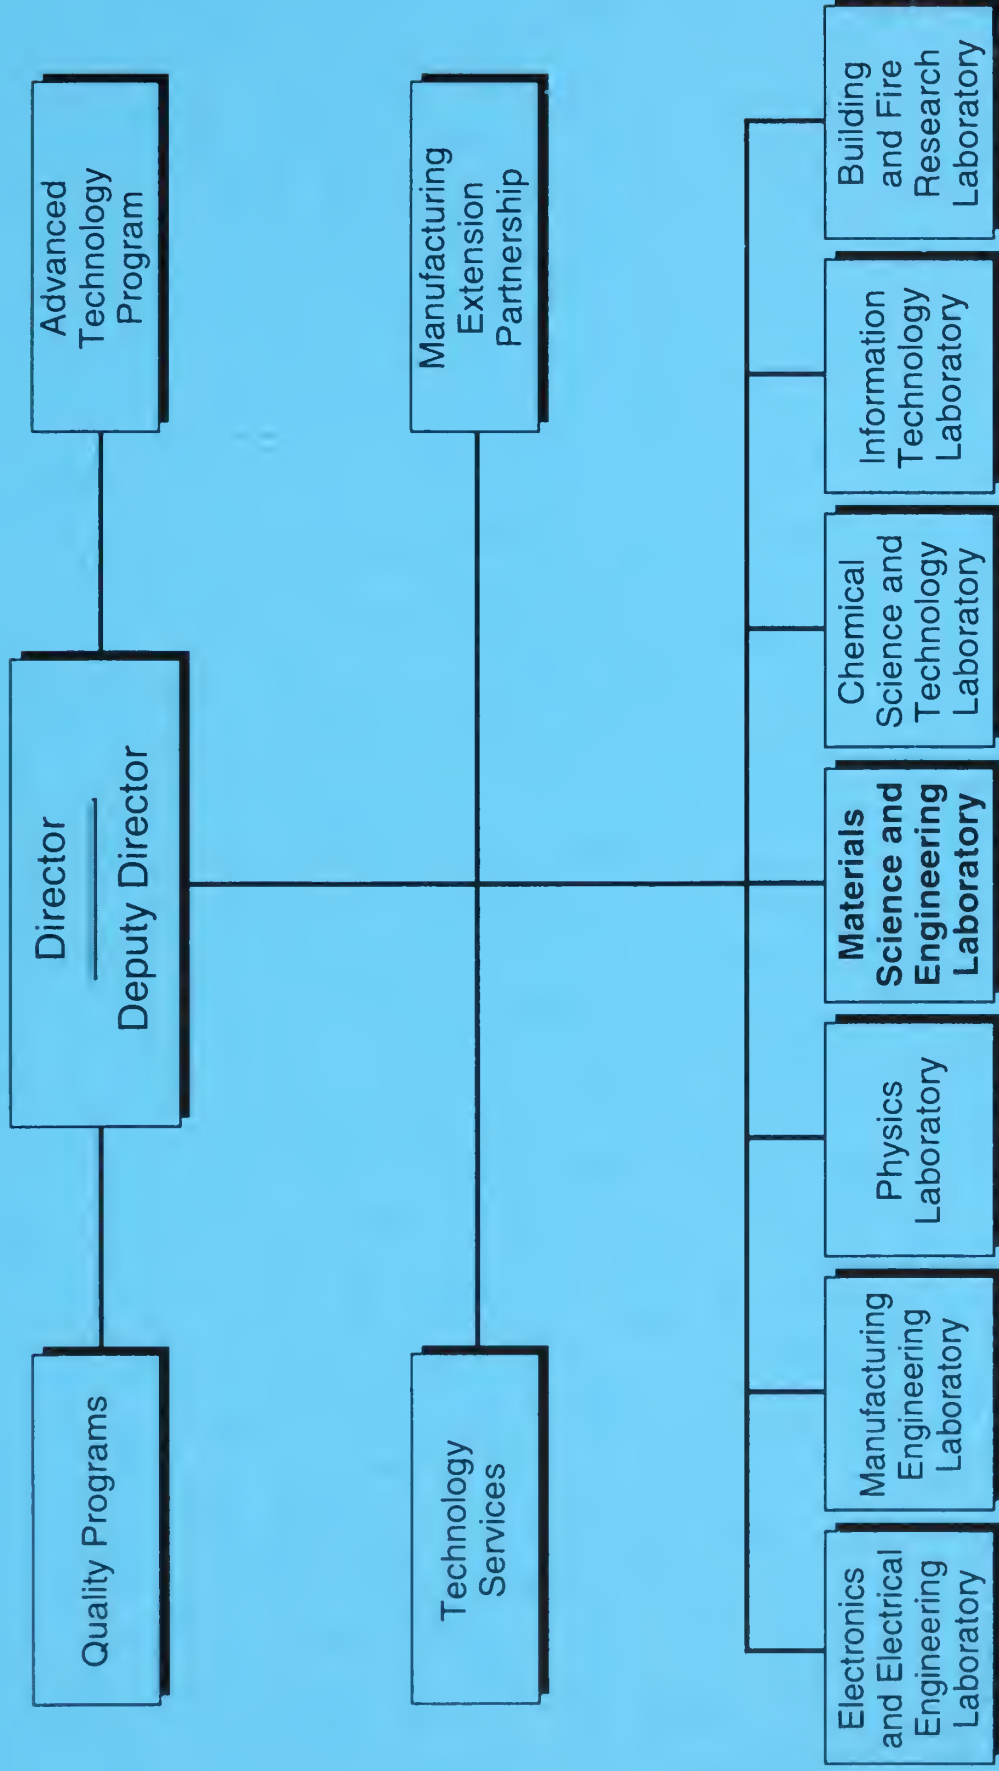 Director
Deputy Director
Quality Programs
Advanced
Technology
Program
Technology
Services
Manufacturing
Extension
Partnership
Electronics
and Electrical
Engineering
Laboratory
Manufacturing
Engineering
Laboratory
Physics
Laboratory
Materials
Science and
Engineering
Laboratory
Chemical
Science and
Technology
Laboratory
Information
Technology
Laboratory
Building
and Fire
Research
Laboratory